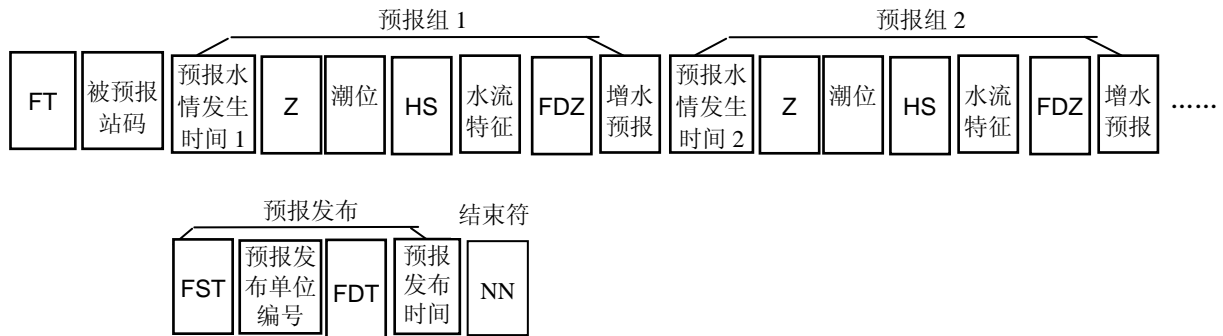 预报组 1
预报组 2
FT
被预报
站码
预报水
情发生
时间 1
Z
潮位
HS
水流
特征
FDZ
增水
预报
预报水
情发生
时间 2
Z
潮位
HS
水流
特征
FDZ
增水
预报
……
预报发布
结束符
FST
预报发
布单位
编号
FDT
预报
发布
时间
NN